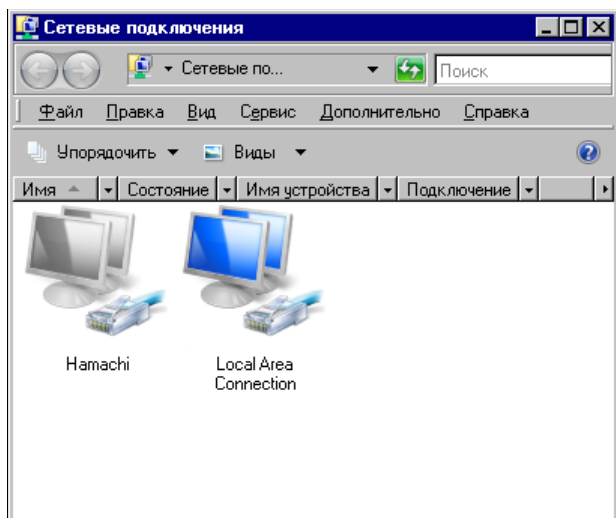 Сетевые подключения
Сетевые по... Поиск
Файл Правка Вид Сервис Дополнительно Справка
Упорядочить Виды
Имя Состояние Имя устройства Подключение
Hamachi Local Area
Connection